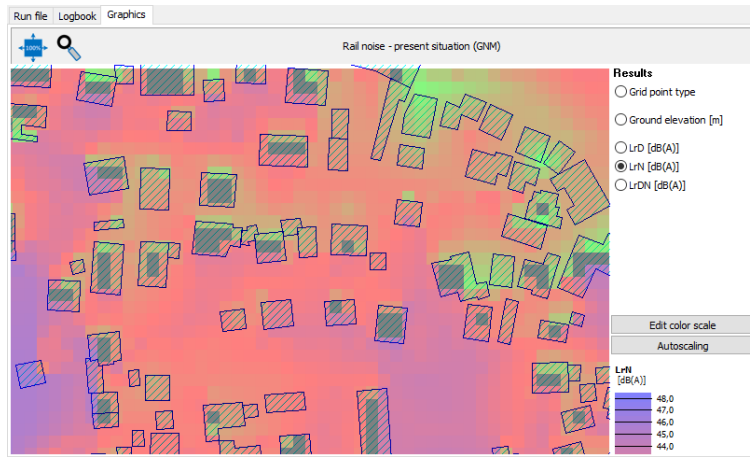 Run file Logbook Graphics
100%
Rail noise - present situation (GNM)
Results
Grid point type
Ground elevation [m]
LrD [dB(A)]
LrN [dB(A)]
LrDN [dB(A)]
Edit color scale
Autoscaling
LrN
[dB(A)]
48,0
47,0
46,0
45,0
44,0